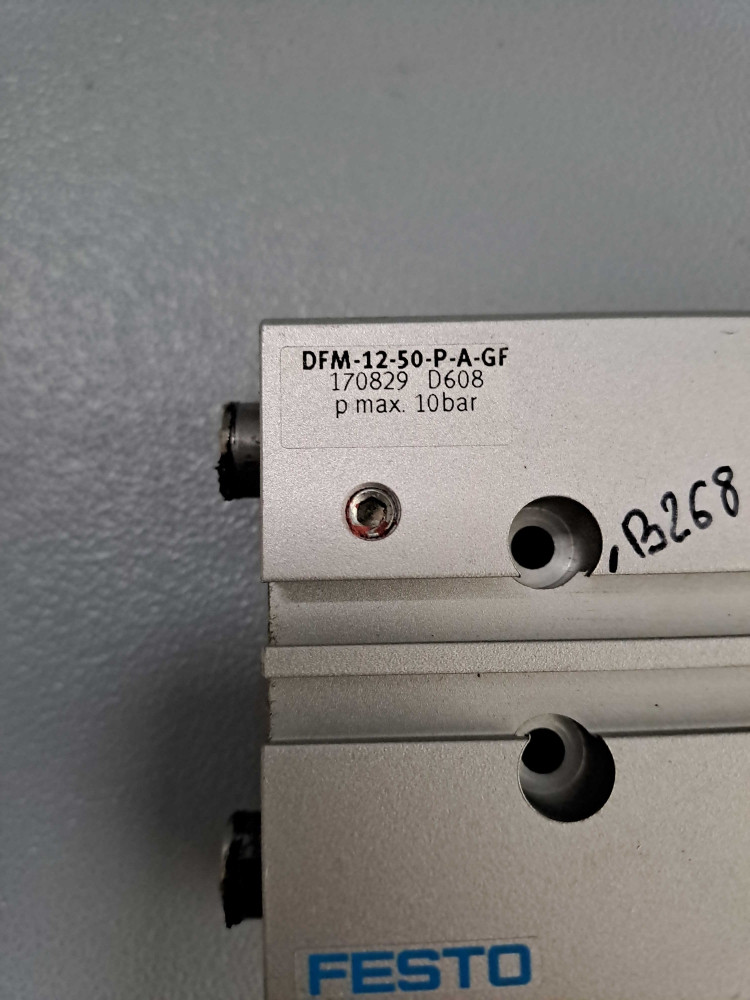 DFM-12-50-P-A-GF
170829 D608
p max. 10bar
B268
FESTO